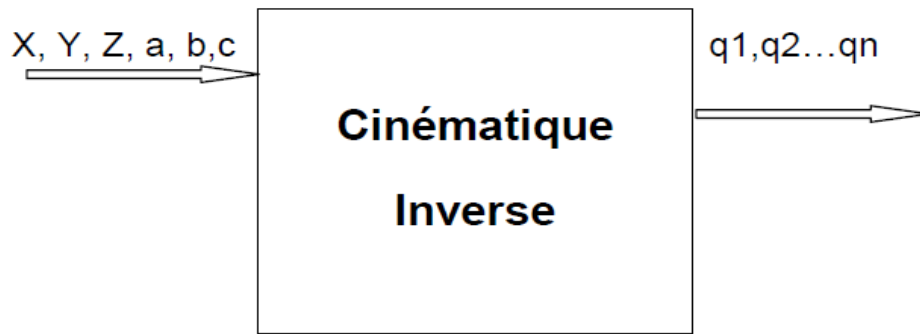 X, Y, Z, a, b,c
q1,q2...qn
Cinématique
Inverse